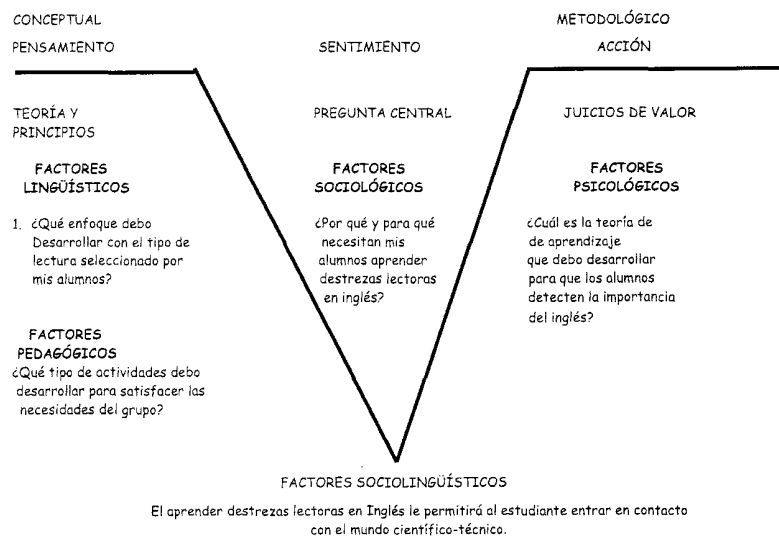 CONCEPTUAL
PENSAMIENTO
SENTIMIENTO
METODOLÓGICO
ACCIÓN
TEORÍA Y
PRINCIPIOS
FACTORES
LINGÜÍSTICOS
1. ¿Qué enfoque debo
Desarrollar con el tipo de
lectura seleccionado por
mis alumnos?
FACTORES
PEDAGÓGICOS
¿Qué tipo de actividades debo
desarrollar para satisfacer las
necesidades del grupo?
PREGUNTA CENTRAL
FACTORES
SOCIOLÓGICOS
¿Por qué y para qué
necesitan mis
alumnos aprender
destrezas lectoras
en inglés?
JUICIOS DE VALOR
FACTORES
PSICOLÓGICOS
¿Cuál es la teoría de
de aprendizaje
que debo desarrollar
para que los alumnos
detecten la importancia
del inglés?
FACTORES SOCIOLINGÜÍSTICOS
El aprender destrezas lectoras en Inglés le permitirá al estudiante entrar en contacto
con el mundo científico-técnico.